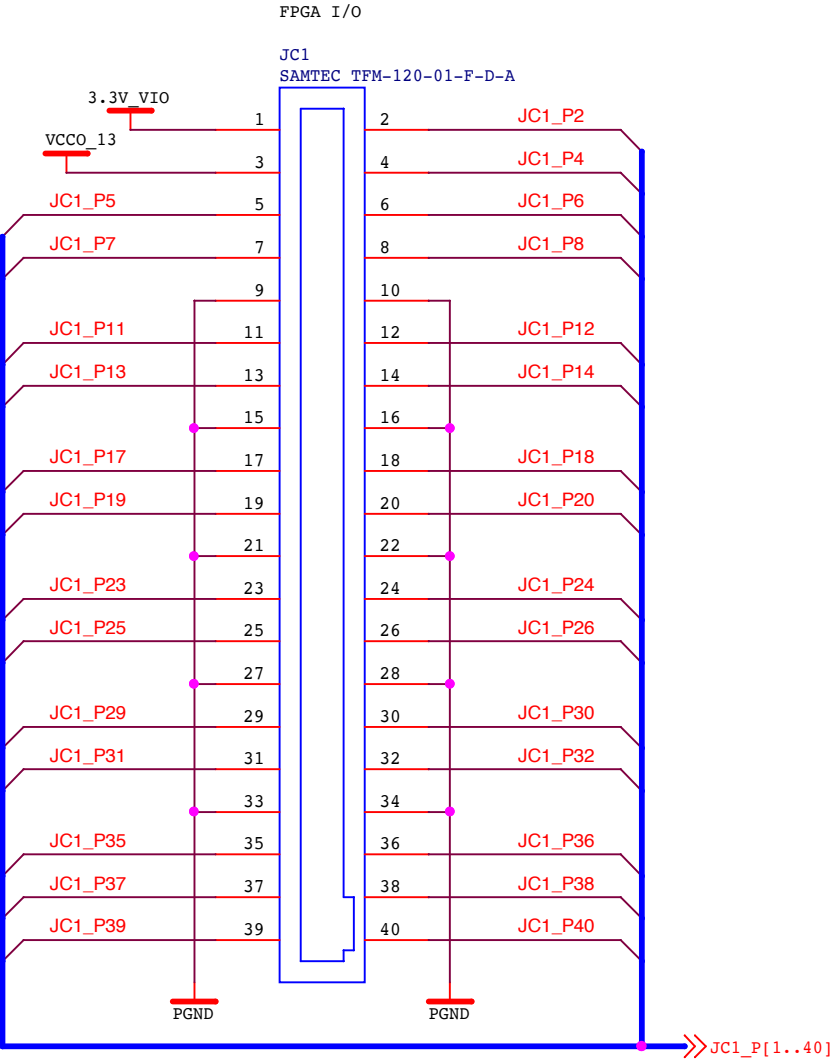 FPGA I/O
JC1
SAMTEC TFM-120-01-F-D-A
3.3V_VIO
1 2 JC1_P2
VCCO_13
3 4 JC1_P4
JC1_P5 5 6 JC1_P6
JC1_P7 7 8 JC1_P8
9 10
JC1_P11 11 12 JC1_P12
JC1_P13 13 14 JC1_P14
15 16
JC1_P17 17 18 JC1_P18
JC1_P19 19 20 JC1_P20
21 22
JC1_P23 23 24 JC1_P24
JC1_P25 25 26 JC1_P26
27 28
JC1_P29 29 30 JC1_P30
JC1_P31 31 32 JC1_P32
33 34
JC1_P35 35 36 JC1_P36
JC1_P37 37 38 JC1_P38
JC1_P39 39 40 JC1_P40
PGND PGND
JC1_P[1..40]